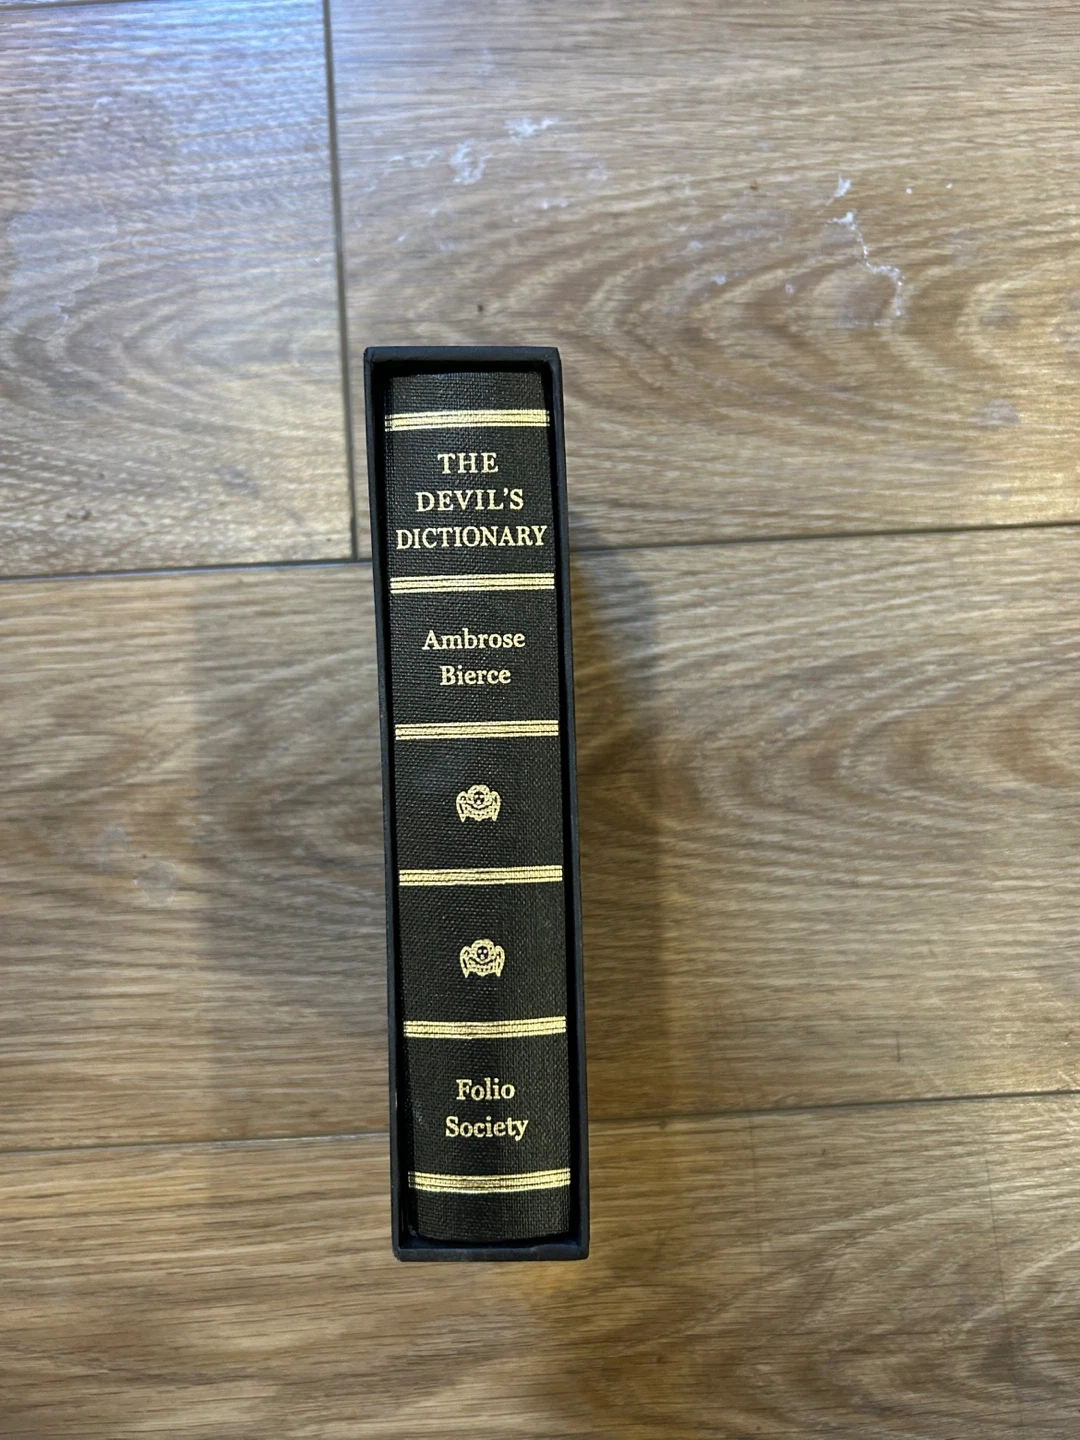 THE
DEVIL'S
DICTIONARY
Ambrose
Bierce
Folio
Society